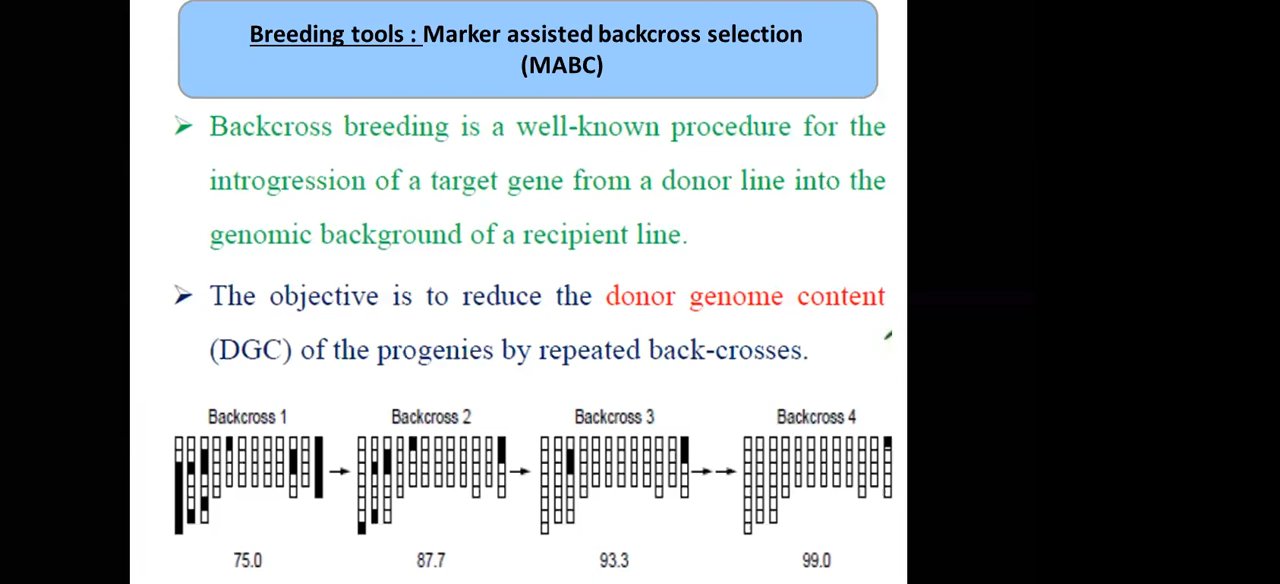 Breeding tools : Marker assisted backcross selection
(MABC)
➢ Backcross breeding is a well-known procedure for the
introgression of a target gene from a donor line into the
genomic background of a recipient line.
➢ The objective is to reduce the donor genome content
(DGC) of the progenies by repeated back-crosses.
Backcross 1 Backcross 2 Backcross 3 Backcross 4
75.0 87.7 93.3 99.0